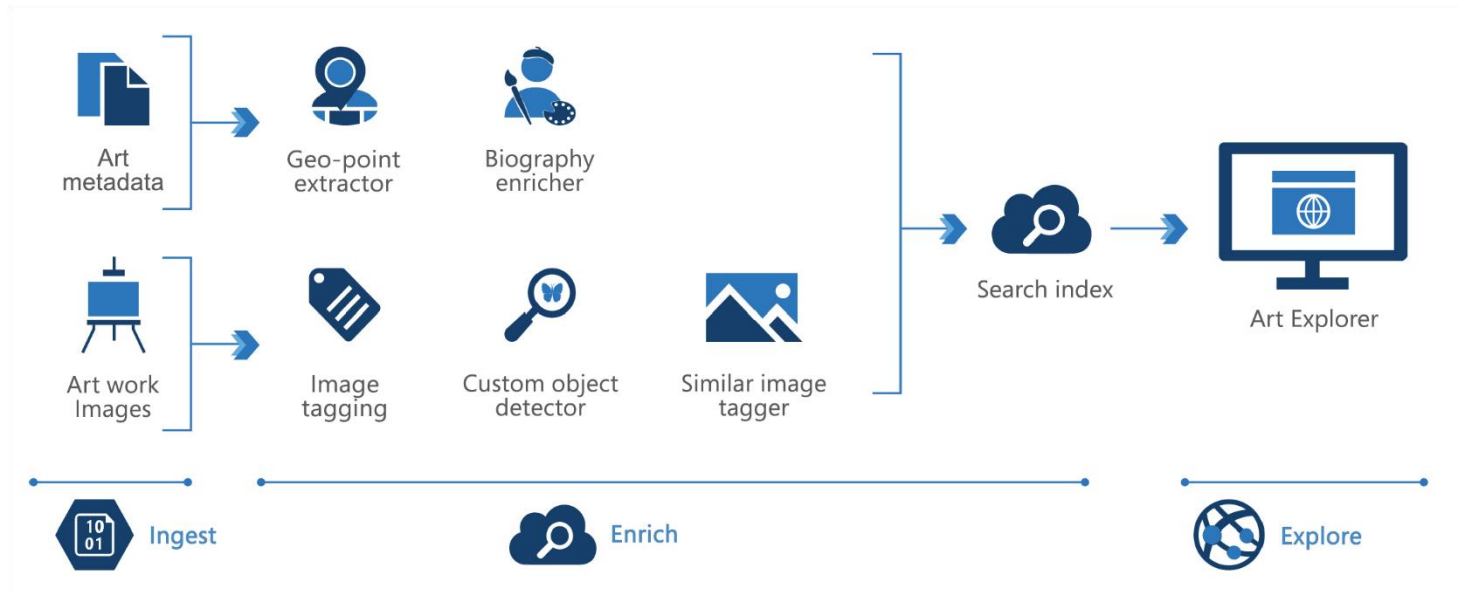 Art
metadata
Geo-point
extractor
Biography
enricher
Art work
Images
Image
tagging
Custom object
detector
Similar image
tagger
Search index
Art Explorer
10
01
Ingest
Enrich
Explore